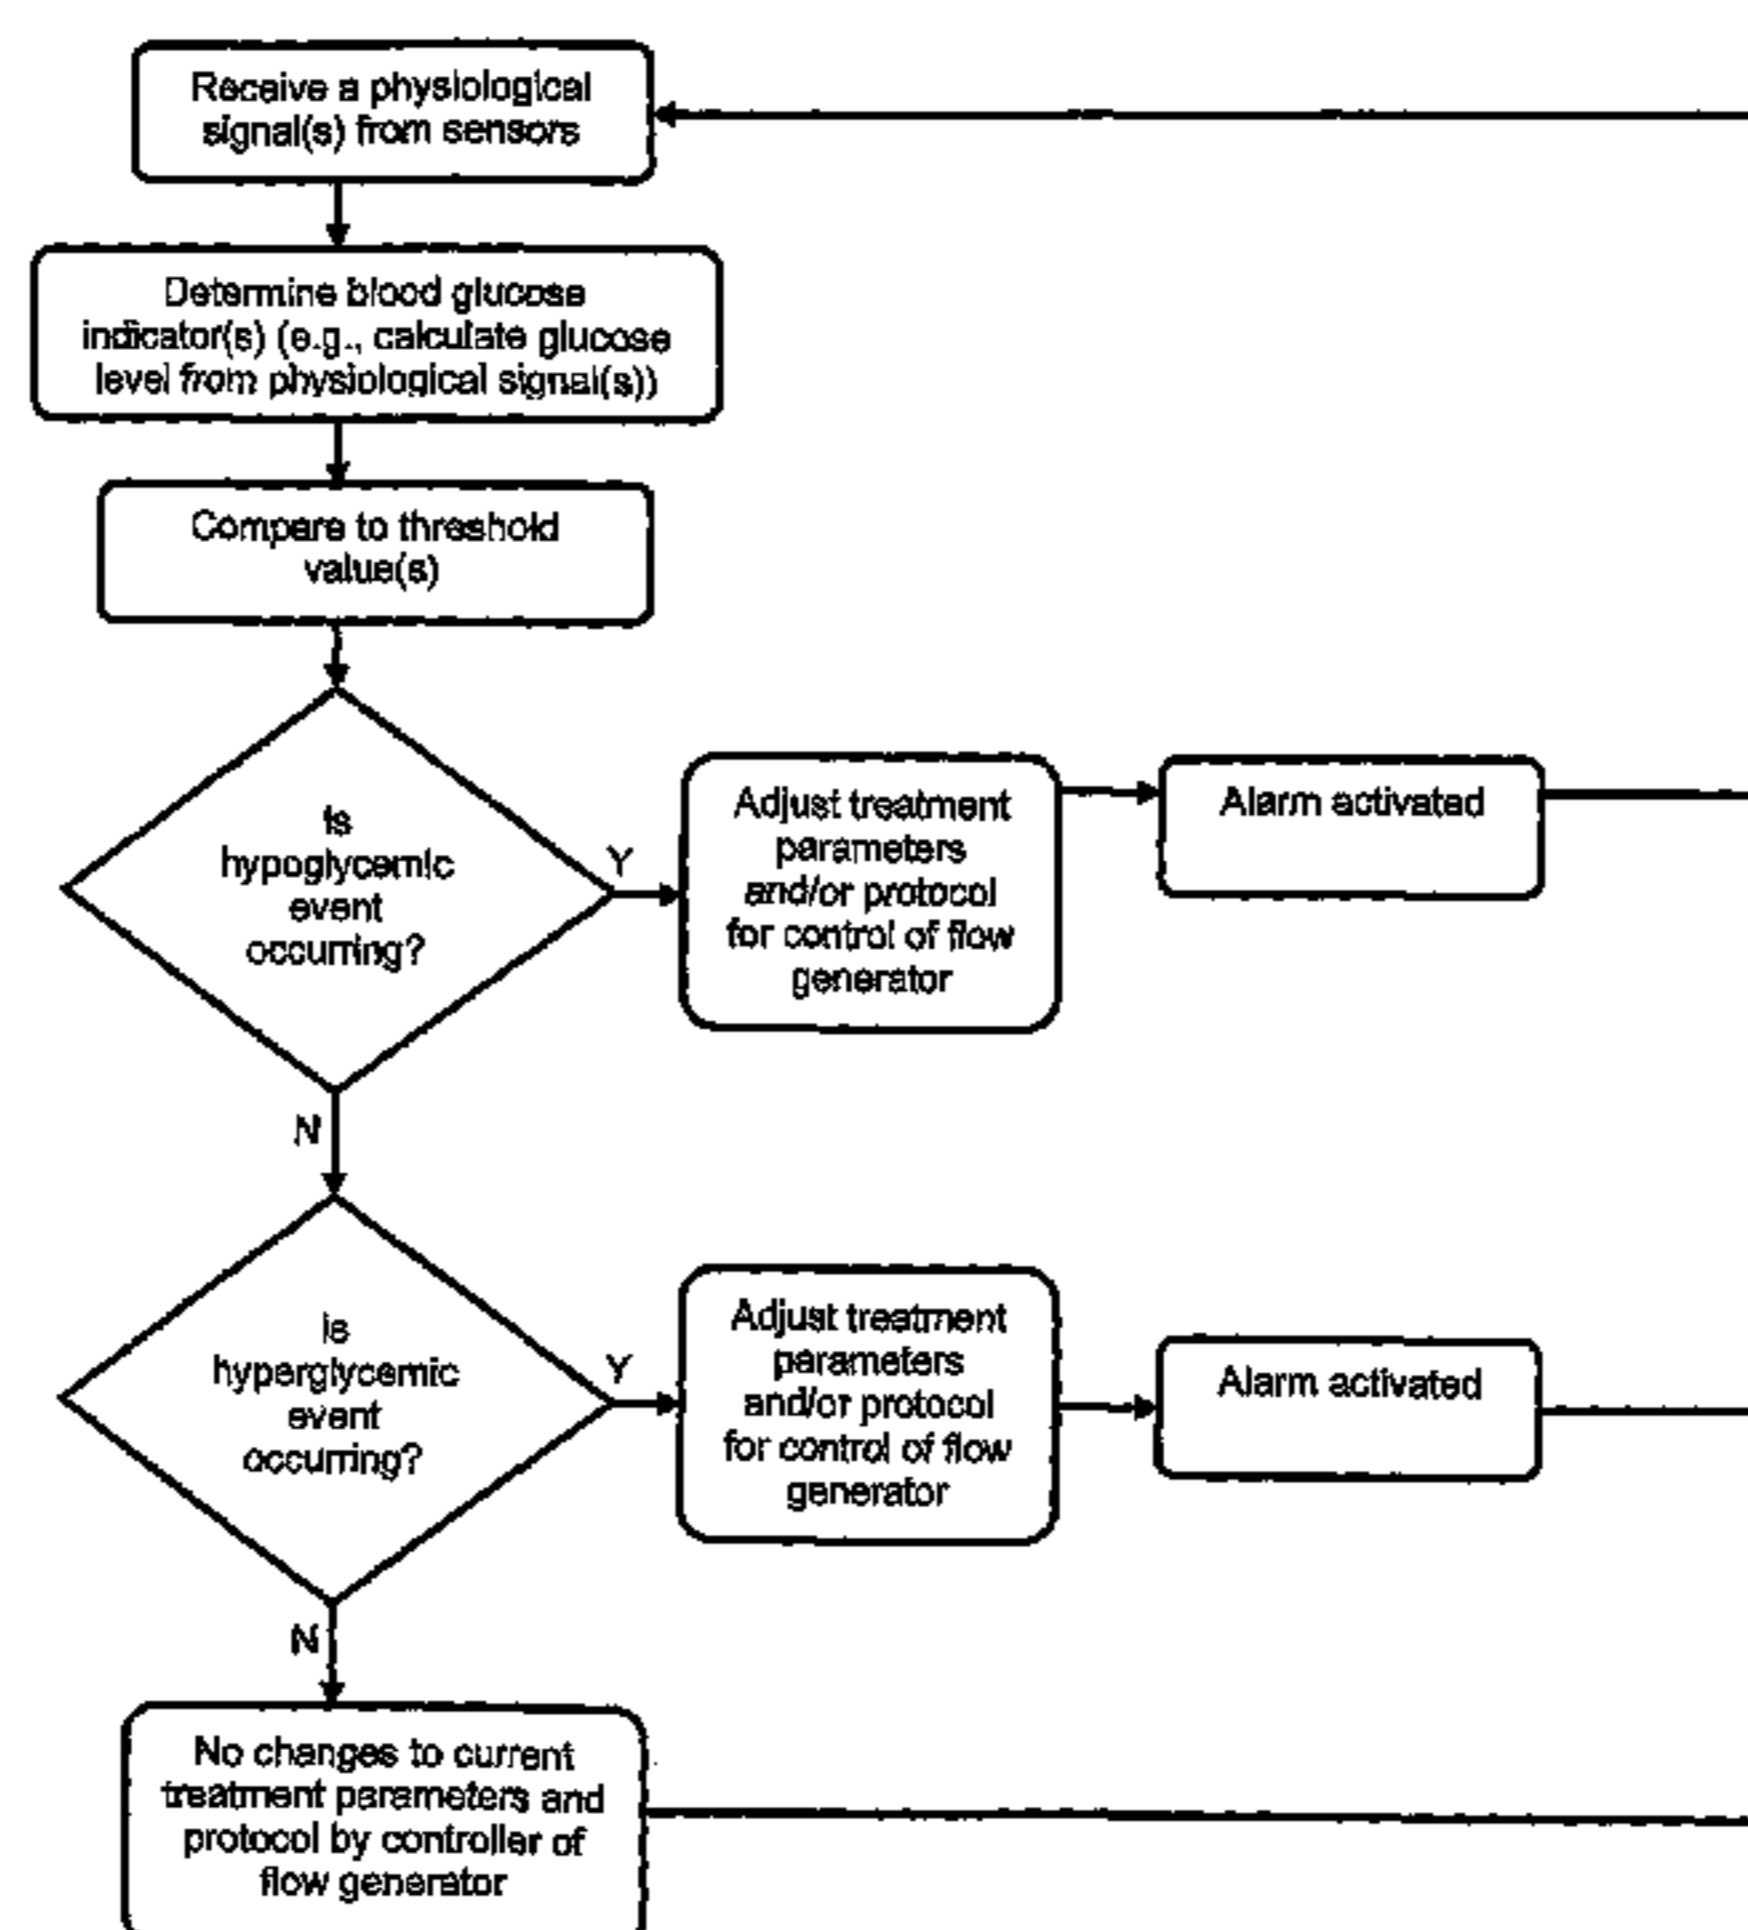 Receive a physiological
signal(s) from sensors
Determine blood glucose
indicator(s) (e.g., calculate glucose
level from physiological signal(s))
Compare to threshold
value(s)
Is
hypoglycemic
event
occurring?
Y
Adjust treatment
parameters
and/or protocol
for control of flow
generator
Alarm activated
N
Is
hyperglycemic
event
occurring?
Y
Adjust treatment
parameters
and/or protocol
for control of flow
generator
Alarm activated
N
No changes to current
treatment parameters and
protocol by controller of
flow generator